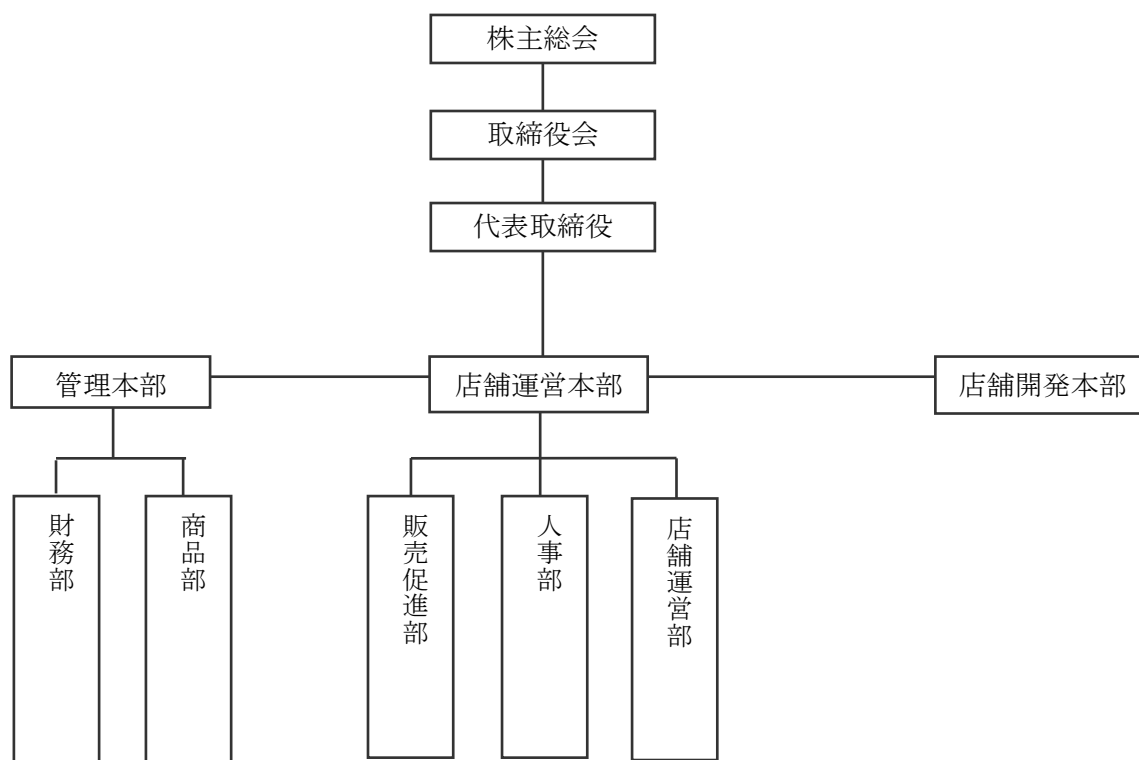 株主総会
取締役会
代表取締役
管理本部
店舗運営本部
店舗開発本部
財務部
商品部
販売促進部
人事部
店舗運営部